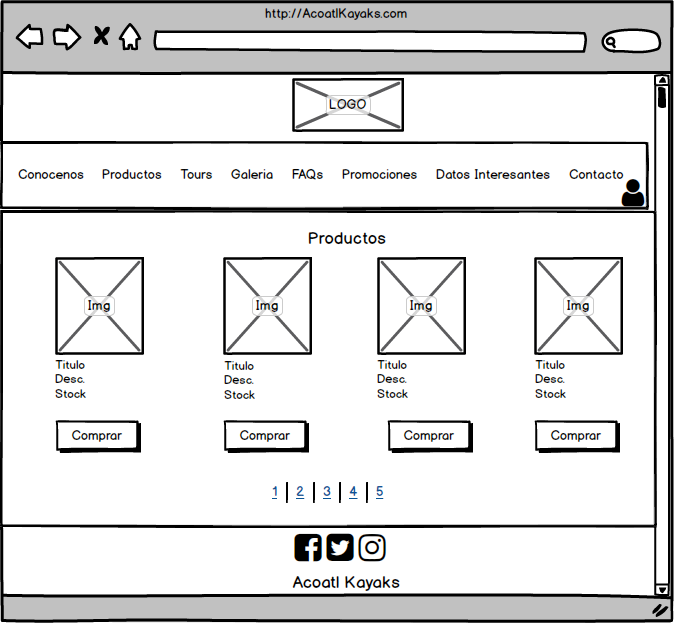 http://AcoatlKayaks.com
LOGO
Conocenos Productos Tours Galeria FAQs Promociones Datos Interesantes Contacto
Productos
Img Img Img Img
Titulo Titulo Titulo Titulo
Desc. Desc. Desc. Desc.
Stock Stock Stock Stock
Comprar Comprar Comprar Comprar
1 | 2 | 3 | 4 | 5
Acoatl Kayaks